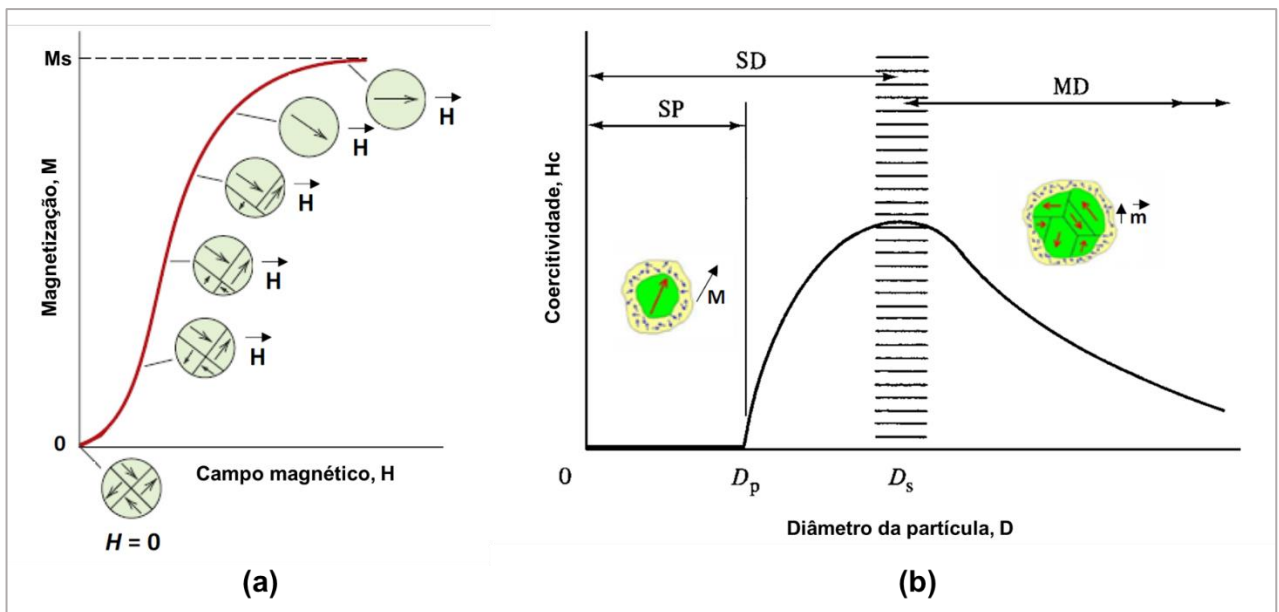 Ms
H
H
H
H
H
Magnetização, M
0
Campo magnético, H
H = 0
(a)
SD
MD
SP
Coercitividade, Hc
M
m
0
Dp
Ds
Diâmetro da partícula, D
(b)